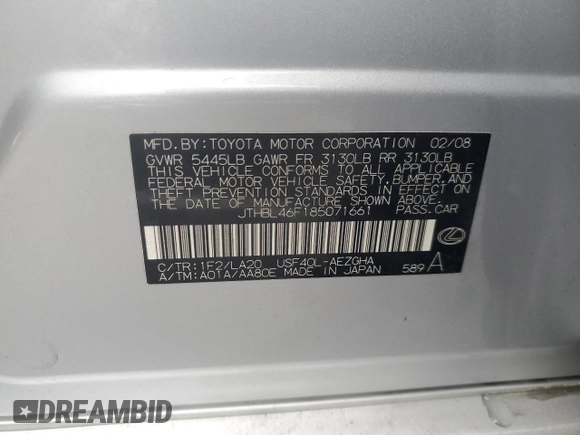 MFD.BY:TOYOTA MOTOR CORPORATION 02/08
GVWR 5445LB GAWR FR 3130LB RR 3130LB
THIS VEHICLE CONFORMS TO ALL APPLICABLE
FEDERAL MOTOR VEHICLE SAFETY, BUMPER, AND
THEFT PREVENTION STANDARDS IN EFFECT ON
THE DATE OF MANUFACTURE SHOWN ABOVE.
JTHBL46F185071661 PASS.CAR
C/TR:1F2/LA20 USF40L-AEZGHA
A/TM:A01A/AA80E MADE IN JAPAN 589 A
DREAMBID